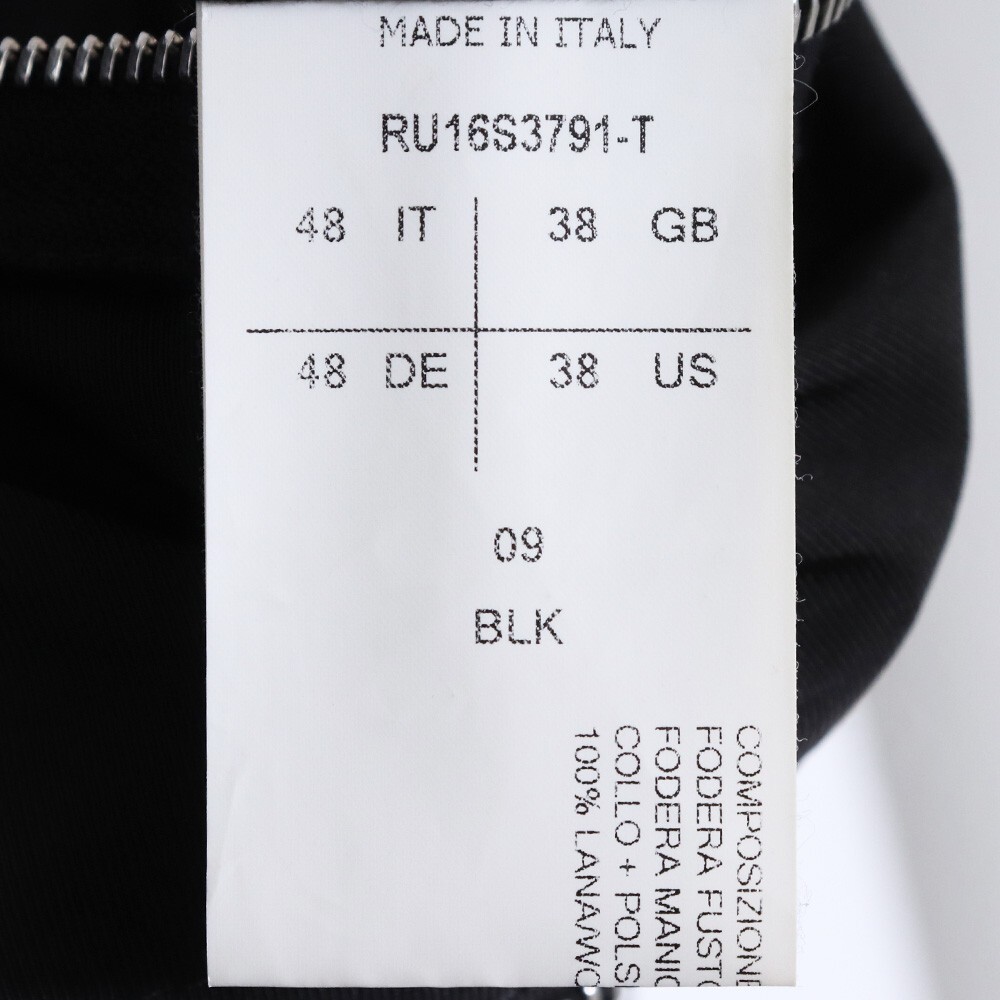 MADE IN ITALY
RU16S3791-T
48 IT 38 GB
48 DE 38 US
09
BLK
COMPOSIZIONE
FODERA FUSTO
FODERA MANIC
COLLO + POLS
100% LANA/WO